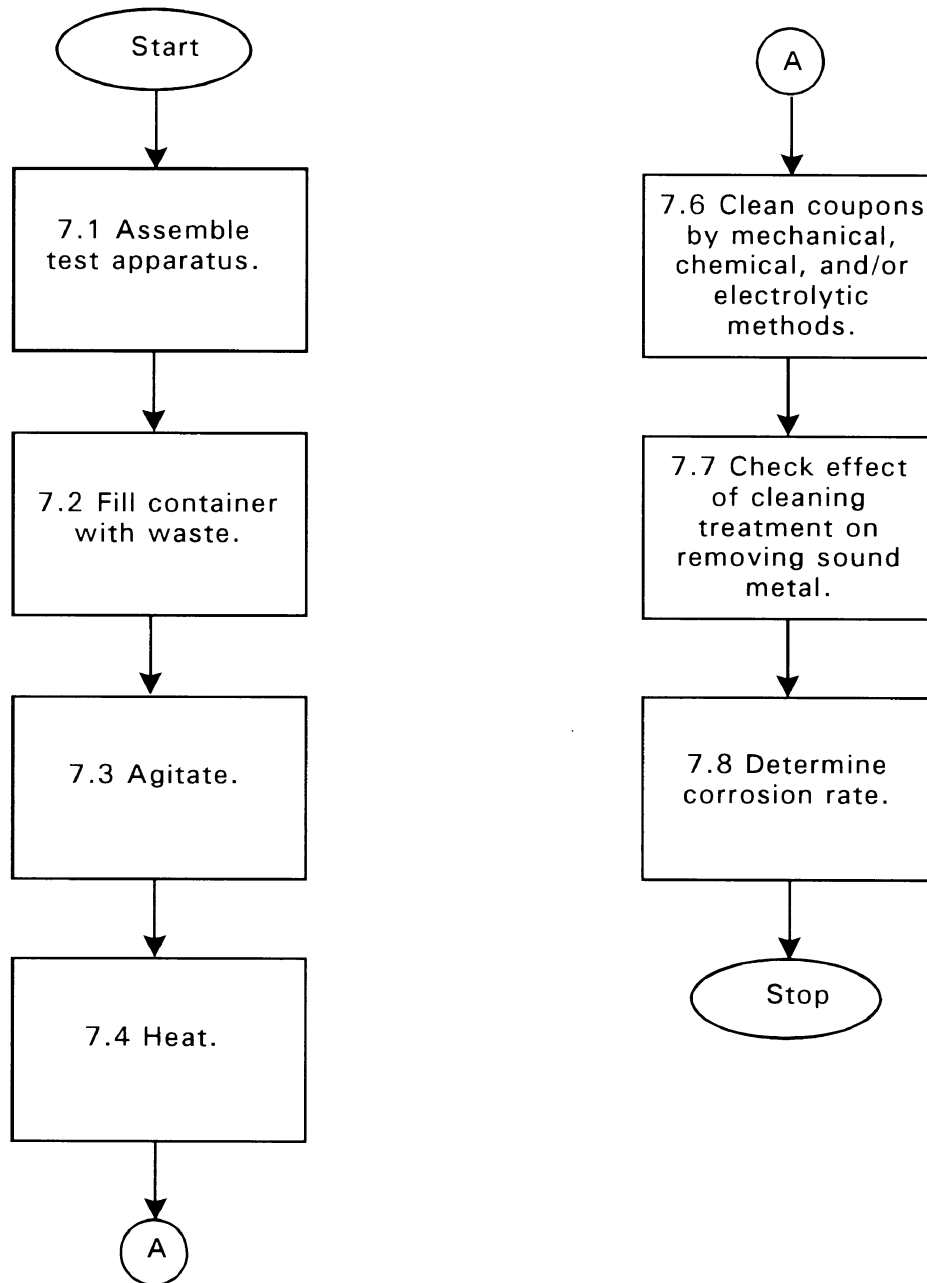 Start
7.1 Assemble
test apparatus.
7.2 Fill container
with waste.
7.3 Agitate.
7.4 Heat.
A
A
7.6 Clean coupons
by mechanical,
chemical, and/or
electrolytic
methods.
7.7 Check effect
of cleaning
treatment on
removing sound
metal.
7.8 Determine
corrosion rate.
Stop